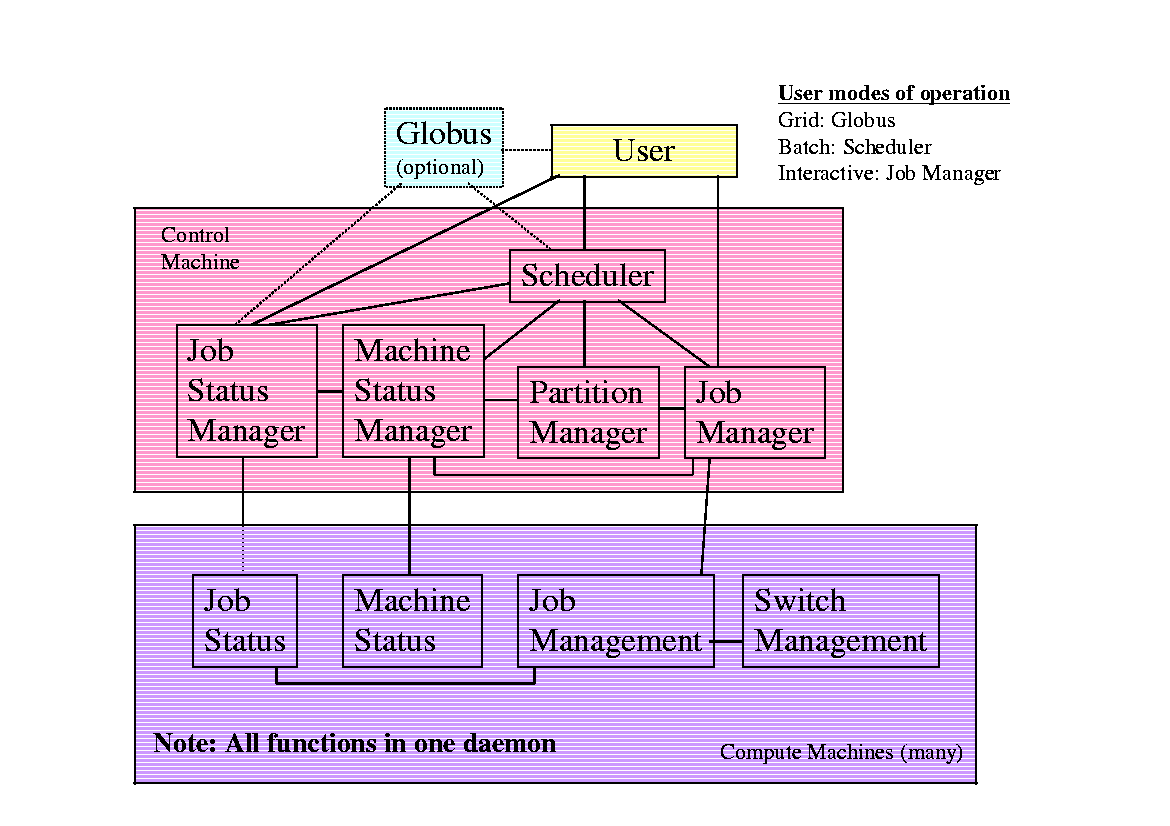 User modes of operation
Grid: Globus
Batch: Scheduler
Interactive: Job Manager
Globus
(optional)
User
Control
Machine
Scheduler
Job
Status
Manager
Machine
Status
Manager
Partition
Manager
Job
Manager
Job
Status
Machine
Status
Job
Management
Switch
Management
Note: All functions in one daemon
Compute Machines (many)